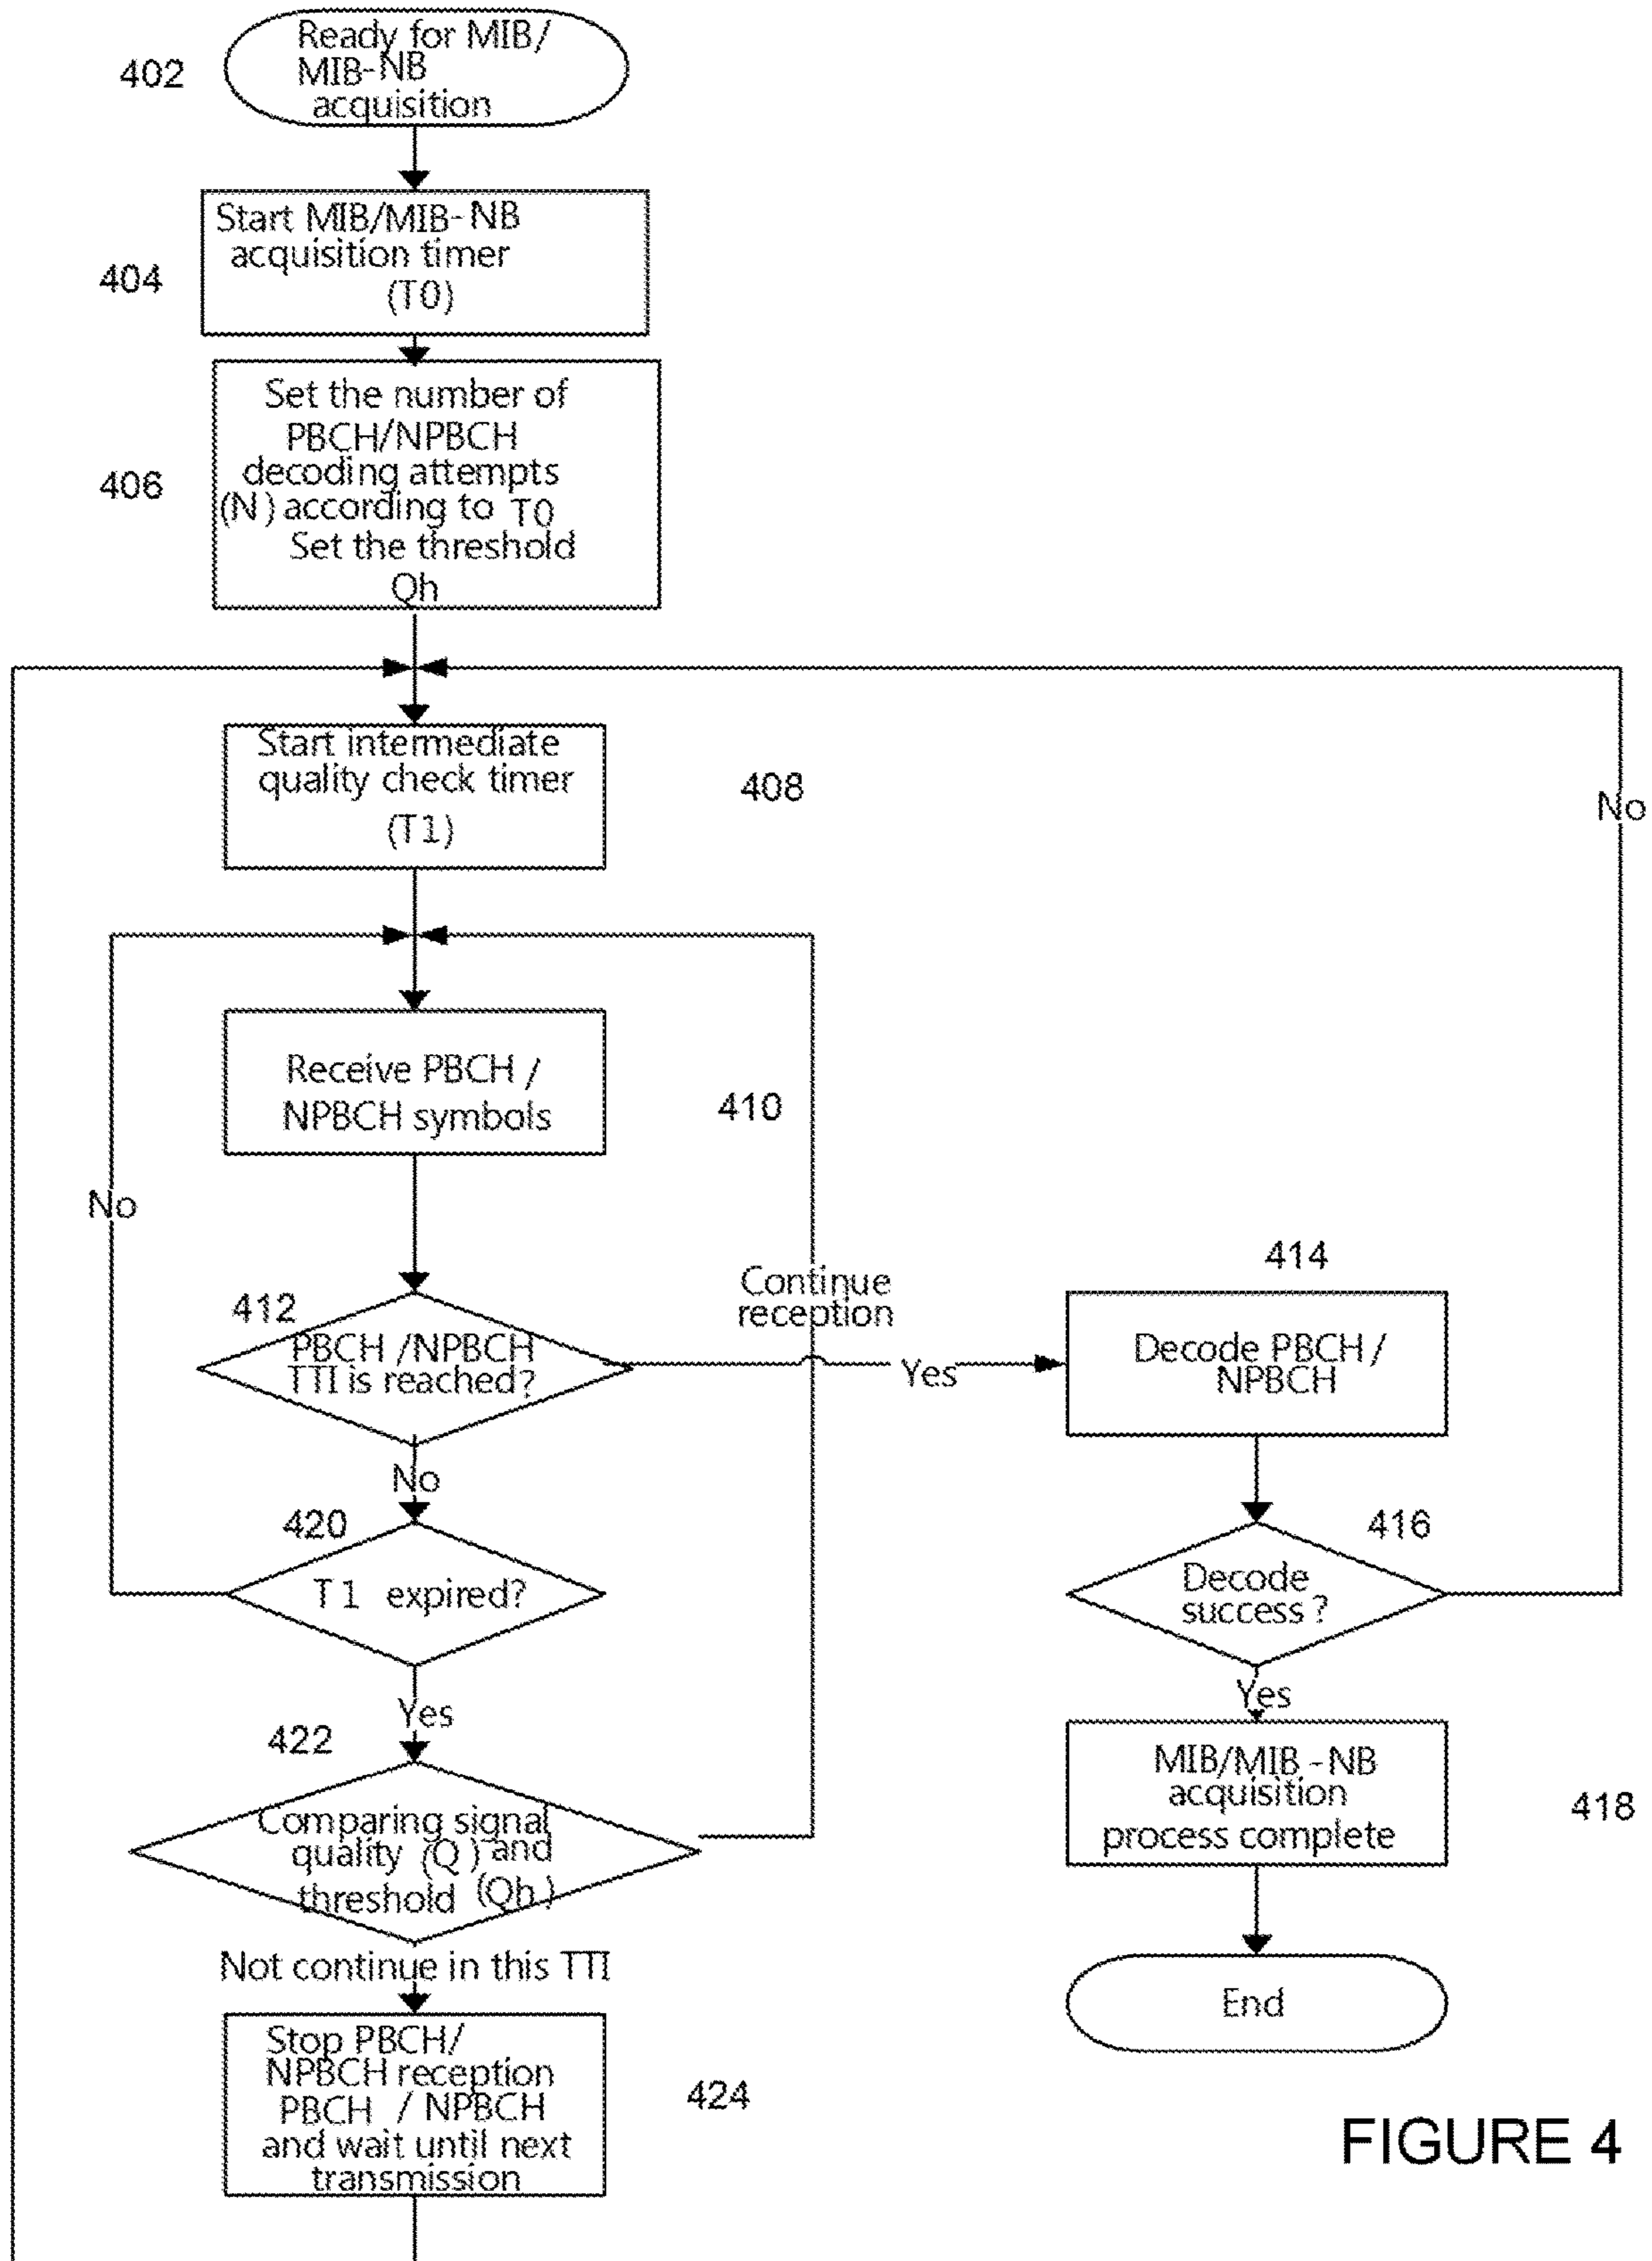 402
Ready for MIB/
MIB-NB
acquisition
404
Start MIB/MIB-NB
acquisition timer
(T0)
406
Set the number of
PBCH/NPBCH
decoding attempts
(N) according to T0
Set the threshold
Qh
Start intermediate
quality check timer
(T1)
408
No
Receive PBCH /
NPBCH symbols
410
No
412
PBCH /NPBCH
TTI is reached?
Continue
reception
Yes
414
Decode PBCH /
NPBCH
No
420
T 1 expired?
416
Decode
success ?
Yes
Yes
422
Comparing signal
quality (Q) and
threshold (Qh)
MIB/MIB - NB
acquisition
process complete
418
Not continue in this TTI
End
Stop PBCH/
NPBCH reception
PBCH / NPBCH
and wait until next
transmission
424
FIGURE 4